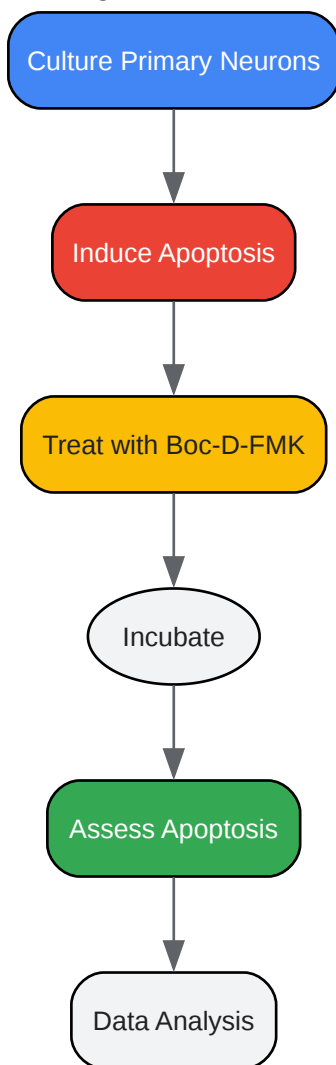 Culture Primary Neurons
Induce Apoptosis
Treat with Boc-D-FMK
Incubate
Assess Apoptosis
Data Analysis